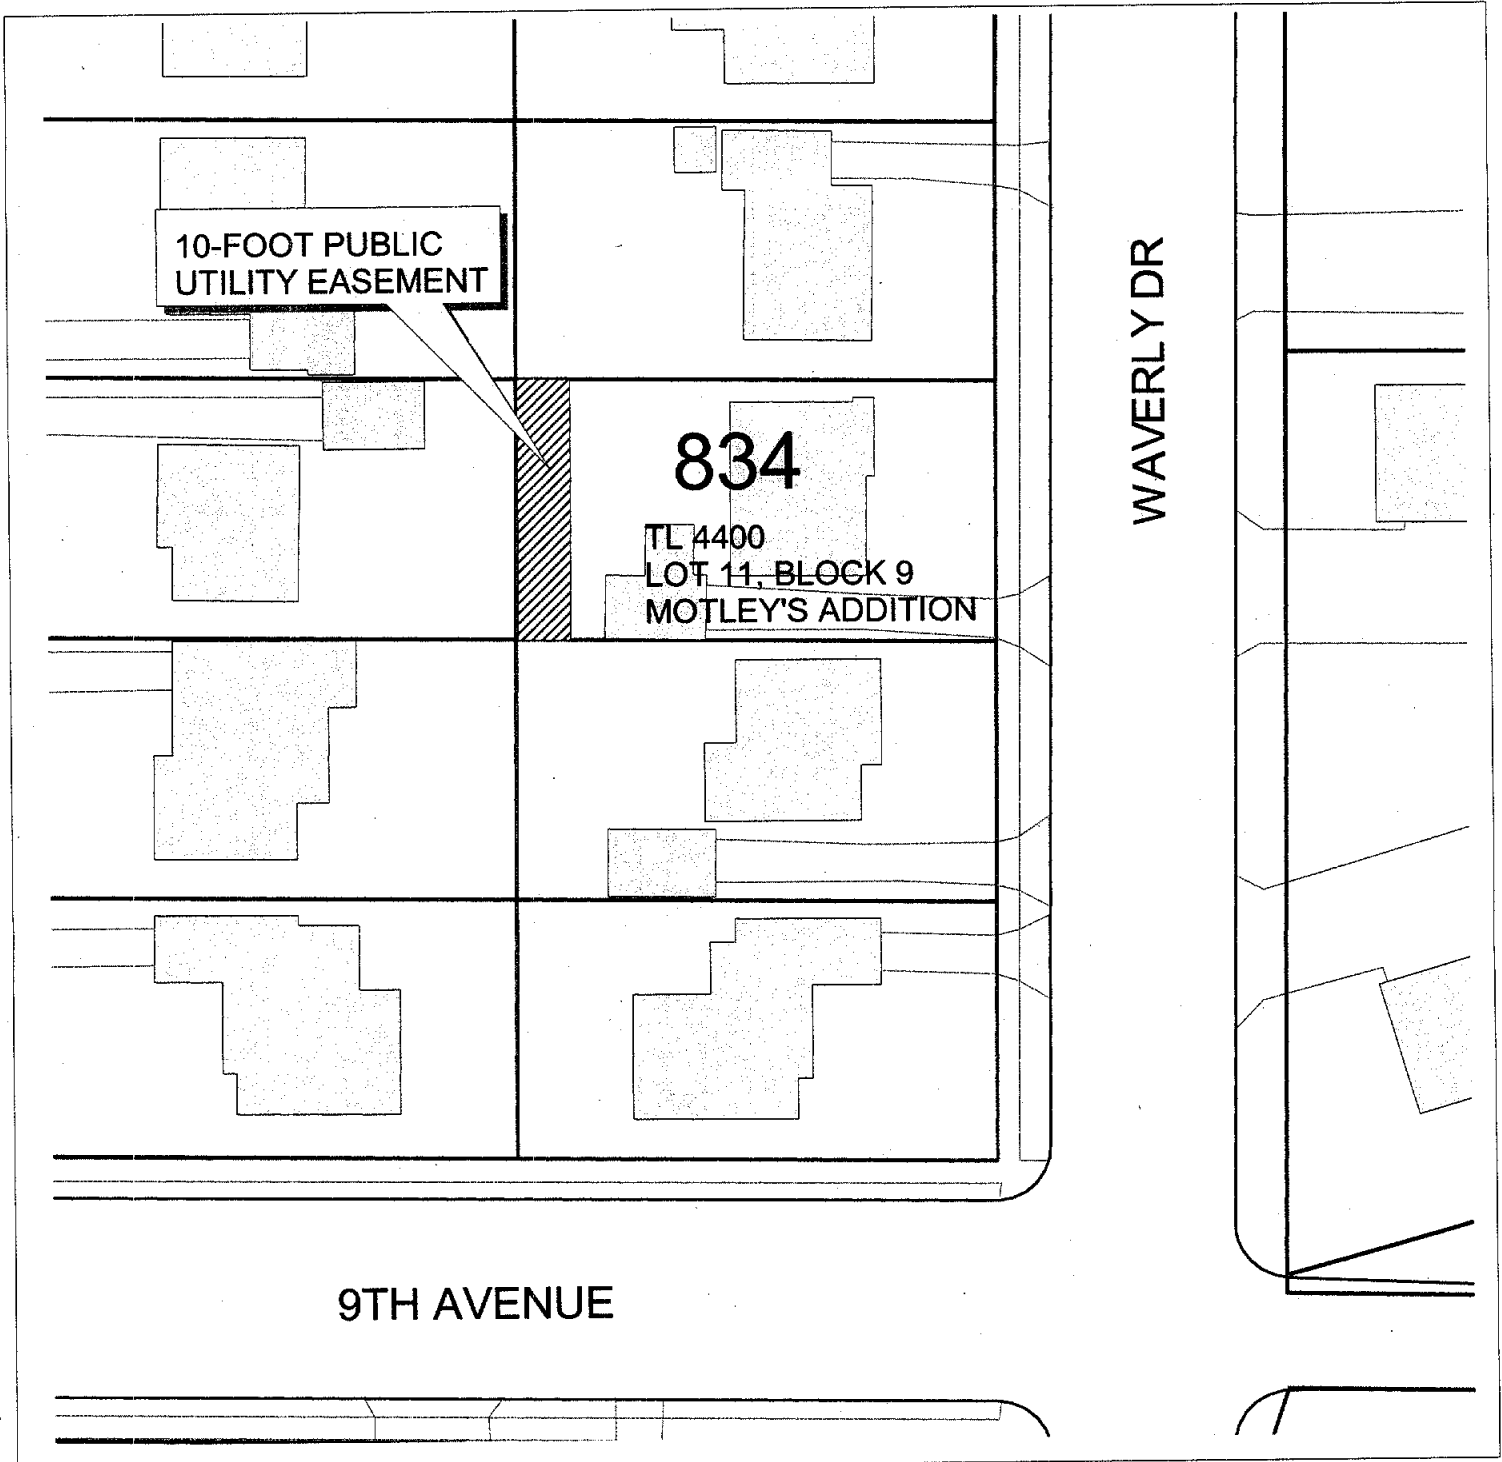 10-FOOT PUBLIC
UTILITY EASEMENT
WAVERLY DR
834
TL 4400
LOT 11, BLOCK 9
MOTLEY'S ADDITION
9TH AVENUE